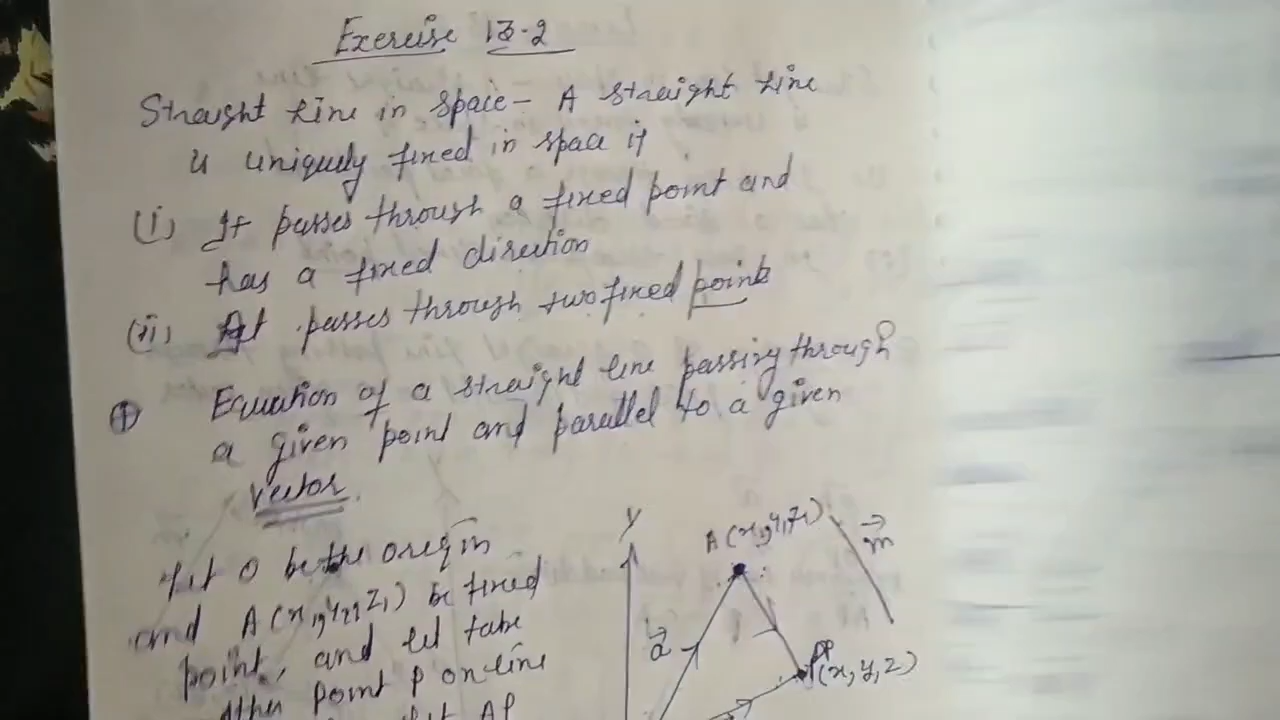 Exercise 13.2
Straight line in space - A straight line
is uniquely fixed in space if
(i) It passes through a fixed point and
has a fixed direction
(ii) It passes through two fixed points
① Equation of a straight line passing through
a given point and parallel to a given
vector.
Let O be the origin
and A(x₁, y₁, z₁) be fixed
point, and let take
other point P on line
AP
Y
A(x₁, y₁, z₁)
m⃗
a⃗
P(x, y, z)